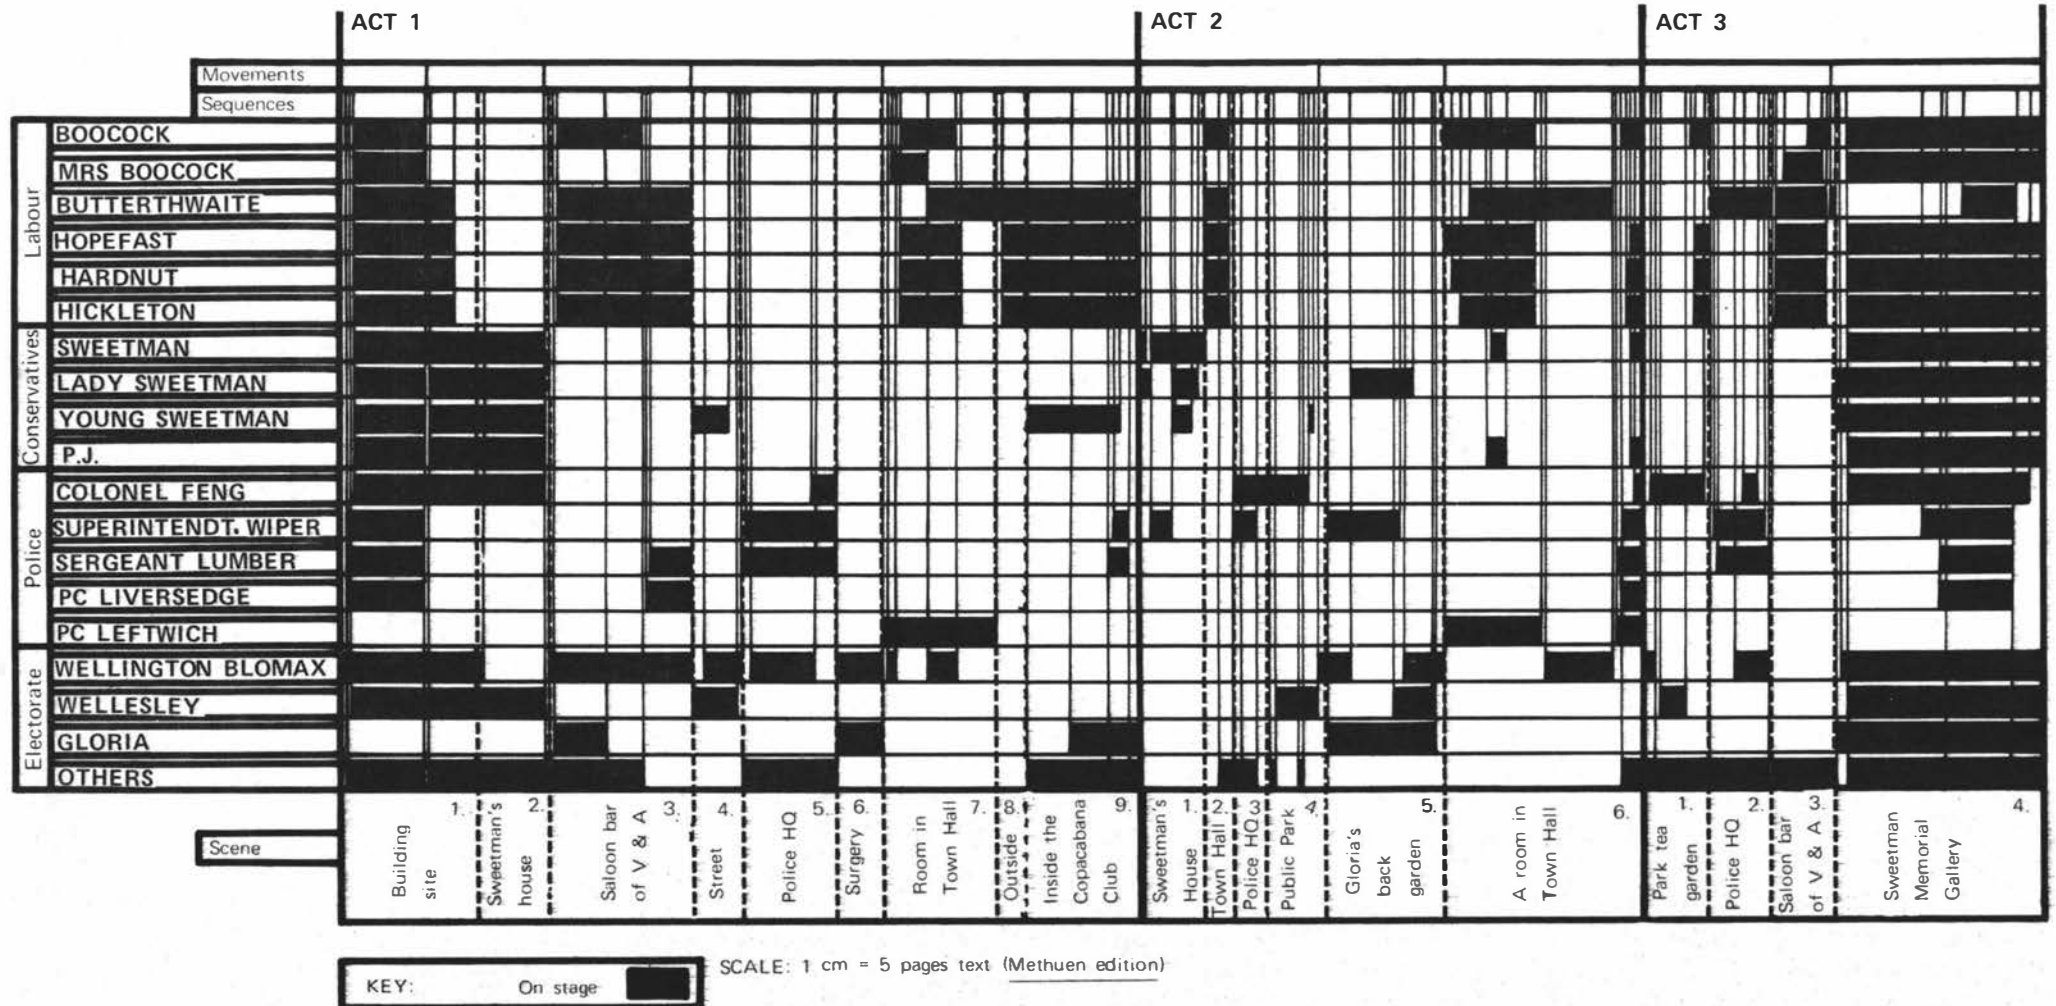 ACT 1
ACT 2
ACT 3
Movements
Sequences
Labour
BOOCOCK
MRS BOOCOCK
BUTTERTHWAITE
HOPEFAST
HARDNUT
HICKLETON
Conservatives
SWEETMAN
LADY SWEETMAN
YOUNG SWEETMAN
P.J.
Police
COLONEL FENG
SUPERINTENDT. WIPER
SERGEANT LUMBER
PC LIVERSEDGE
PC LEFTWICH
Electorate
WELLINGTON BLOMAX
WELLESLEY
GLORIA
OTHERS
Scene
1.
Building
site
2.
Sweetman's
house
3.
Saloon bar
of V & A
4.
Street
5.
Police HQ
6.
Surgery
7.
Room in
Town Hall
8.
Outside
9.
Inside the
Copacabana
Club
1.
Sweetman's
House
2.
Town Hall
3
Police HQ
4.
Public Park
5.
Gloria's
back
garden
6.
A room in
Town Hall
1.
Park tea
garden
2.
Police HQ
3.
Saloon bar
of V & A
4.
Sweetman
Memorial
Gallery
KEY:
On stage
SCALE: 1 cm = 5 pages text (Methuen edition)